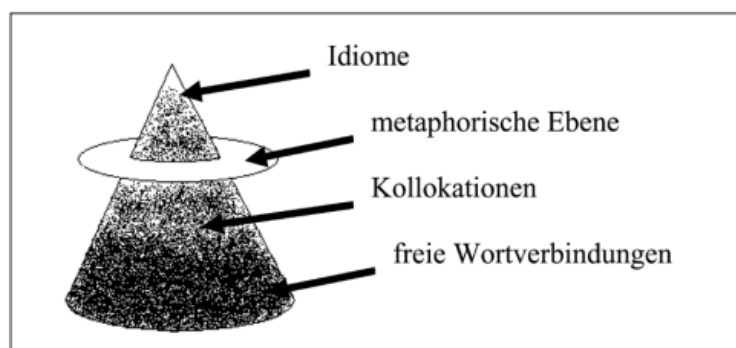 Idiome
metaphorische Ebene
Kollokationen
freie Wortverbindungen